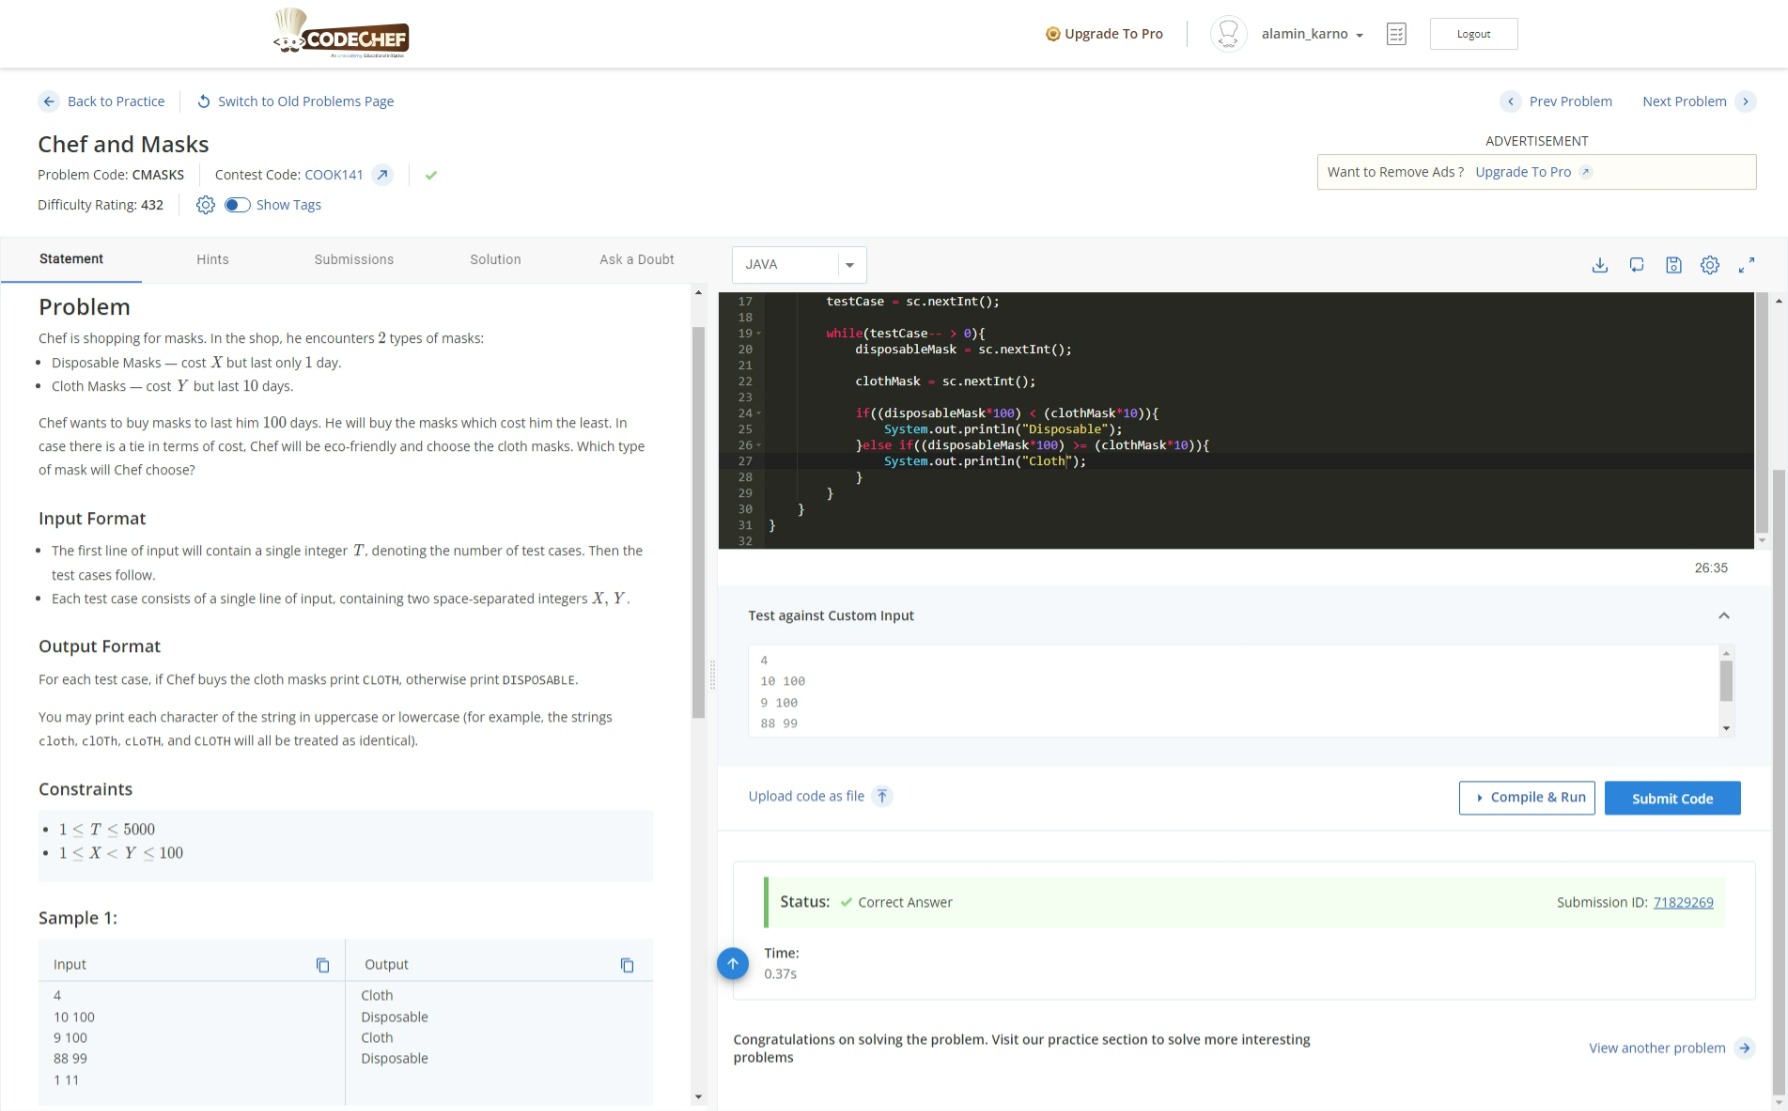 CODECHEF
Upgrade To Pro
alamin_karno
Logout
Back to Practice
Switch to Old Problems Page
Prev Problem
Next Problem
Chef and Masks
ADVERTISEMENT
Problem Code: CMASKS
Contest Code: COOK141
Want to Remove Ads ? Upgrade To Pro
Difficulty Rating: 432
Show Tags
Statement
Hints
Submissions
Solution
Ask a Doubt
Problem
Chef is shopping for masks. In the shop, he encounters 2 types of masks:
• Disposable Masks — cost X but last only 1 day.
• Cloth Masks — cost Y but last 10 days.
Chef wants to buy masks to last him 100 days. He will buy the masks which cost him the least. In
case there is a tie in terms of cost, Chef will be eco-friendly and choose the cloth masks. Which type
of mask will Chef choose?
Input Format
• The first line of input will contain a single integer T, denoting the number of test cases. Then the
test cases follow.
• Each test case consists of a single line of input, containing two space-separated integers X, Y.
Output Format
For each test case, if Chef buys the cloth masks print CLOTH, otherwise print DISPOSABLE.
You may print each character of the string in uppercase or lowercase (for example, the strings
cloth, clOTh, cLoTH, and CLOTH will all be treated as identical).
Constraints
• 1 ≤ T ≤ 5000
• 1 ≤ X < Y ≤ 100
Sample 1:
Input
Output
4
Cloth
10 100
Disposable
9 100
Cloth
88 99
Disposable
1 11
JAVA
17 testCase = sc.nextInt();
18
19 while(testCase-- > 0){
20 disposableMask = sc.nextInt();
21
22 clothMask = sc.nextInt();
23
24 if((disposableMask*100) < (clothMask*10)){
25 System.out.println("Disposable");
26 }else if((disposableMask*100) >= (clothMask*10)){
27 System.out.println("Cloth");
28 }
29 }
30 }
31 }
32
26:35
Test against Custom Input
4
10 100
9 100
88 99
Upload code as file
Compile & Run
Submit Code
Status: Correct Answer
Submission ID: 71829269
Time:
0.37s
Congratulations on solving the problem. Visit our practice section to solve more interesting
problems
View another problem